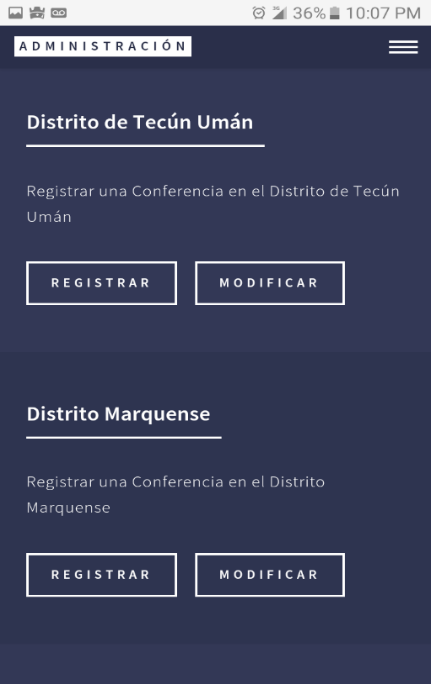 36% 10:07 PM
ADMINISTRACIÓN
Distrito de Tecún Umán
Registrar una Conferencia en el Distrito de Tecún
Umán
REGISTRAR MODIFICAR
Distrito Marquense
Registrar una Conferencia en el Distrito
Marquense
REGISTRAR MODIFICAR